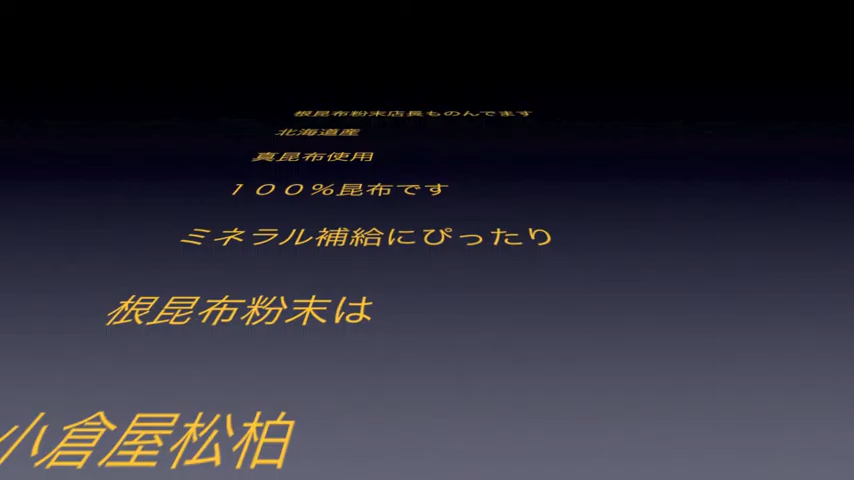 根昆布粉末店長ものんでます
北海道産
真昆布使用
１００％昆布です
ミネラル補給にぴったり
根昆布粉末は
小倉屋松柏